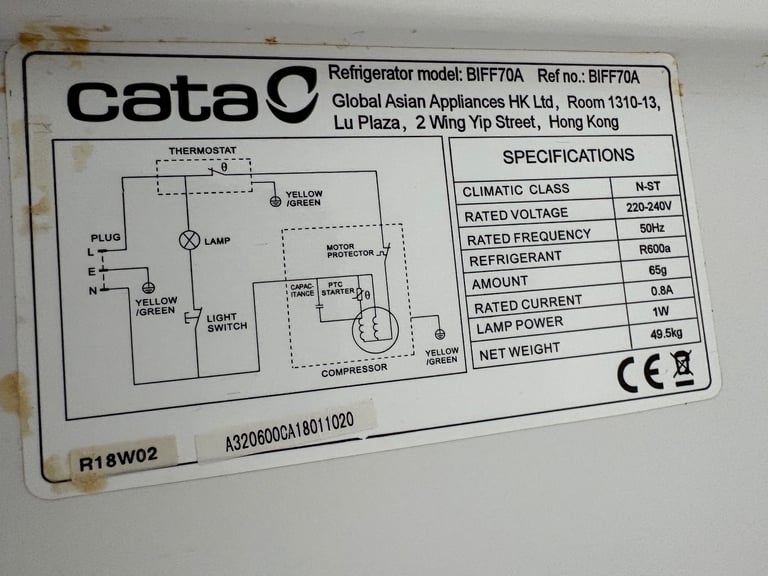 cata
Refrigerator model: BIFF70A Ref no.: BIFF70A
Global Asian Appliances HK Ltd, Room 1310-13,
Lu Plaza, 2 Wing Yip Street, Hong Kong
THERMOSTAT
θ
YELLOW
/GREEN
PLUG
L
E
N
LAMP
YELLOW
/GREEN
LIGHT
SWITCH
MOTOR
PROTECTOR
CAPAC-
ITANCE
PTC
STARTER
θ
COMPRESSOR
YELLOW
/GREEN
SPECIFICATIONS
CLIMATIC CLASS N-ST
RATED VOLTAGE 220-240V
RATED FREQUENCY 50Hz
REFRIGERANT R600a
AMOUNT 65g
RATED CURRENT 0.8A
LAMP POWER 1W
NET WEIGHT 49.5kg
CE
R18W02
A320600CA18011020